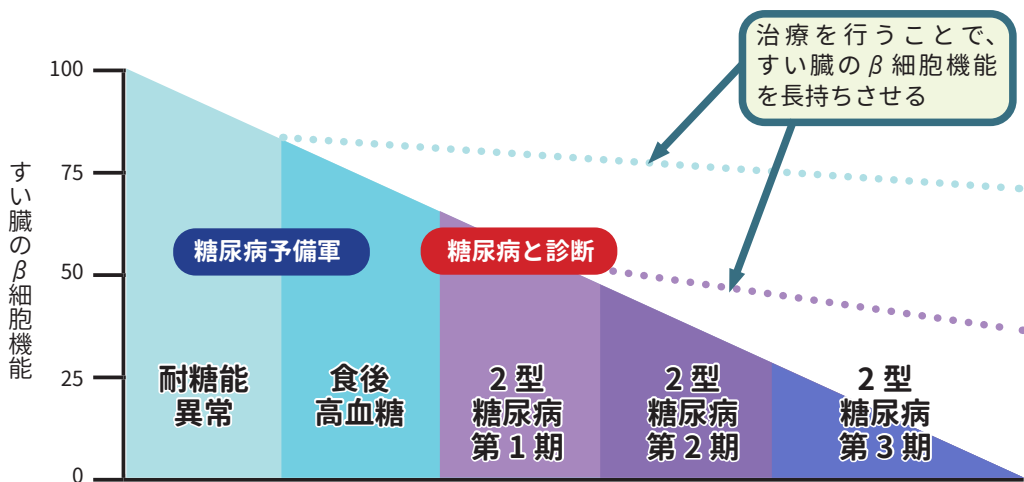 治療を行うことで、
すい臓のβ細胞機能
を長持ちさせる
100
75
50
25
0
すい臓のβ細胞機能
糖尿病予備軍
糖尿病と診断
耐糖能
異常
食後
高血糖
2型
糖尿病
第1期
2型
糖尿病
第2期
2型
糖尿病
第3期